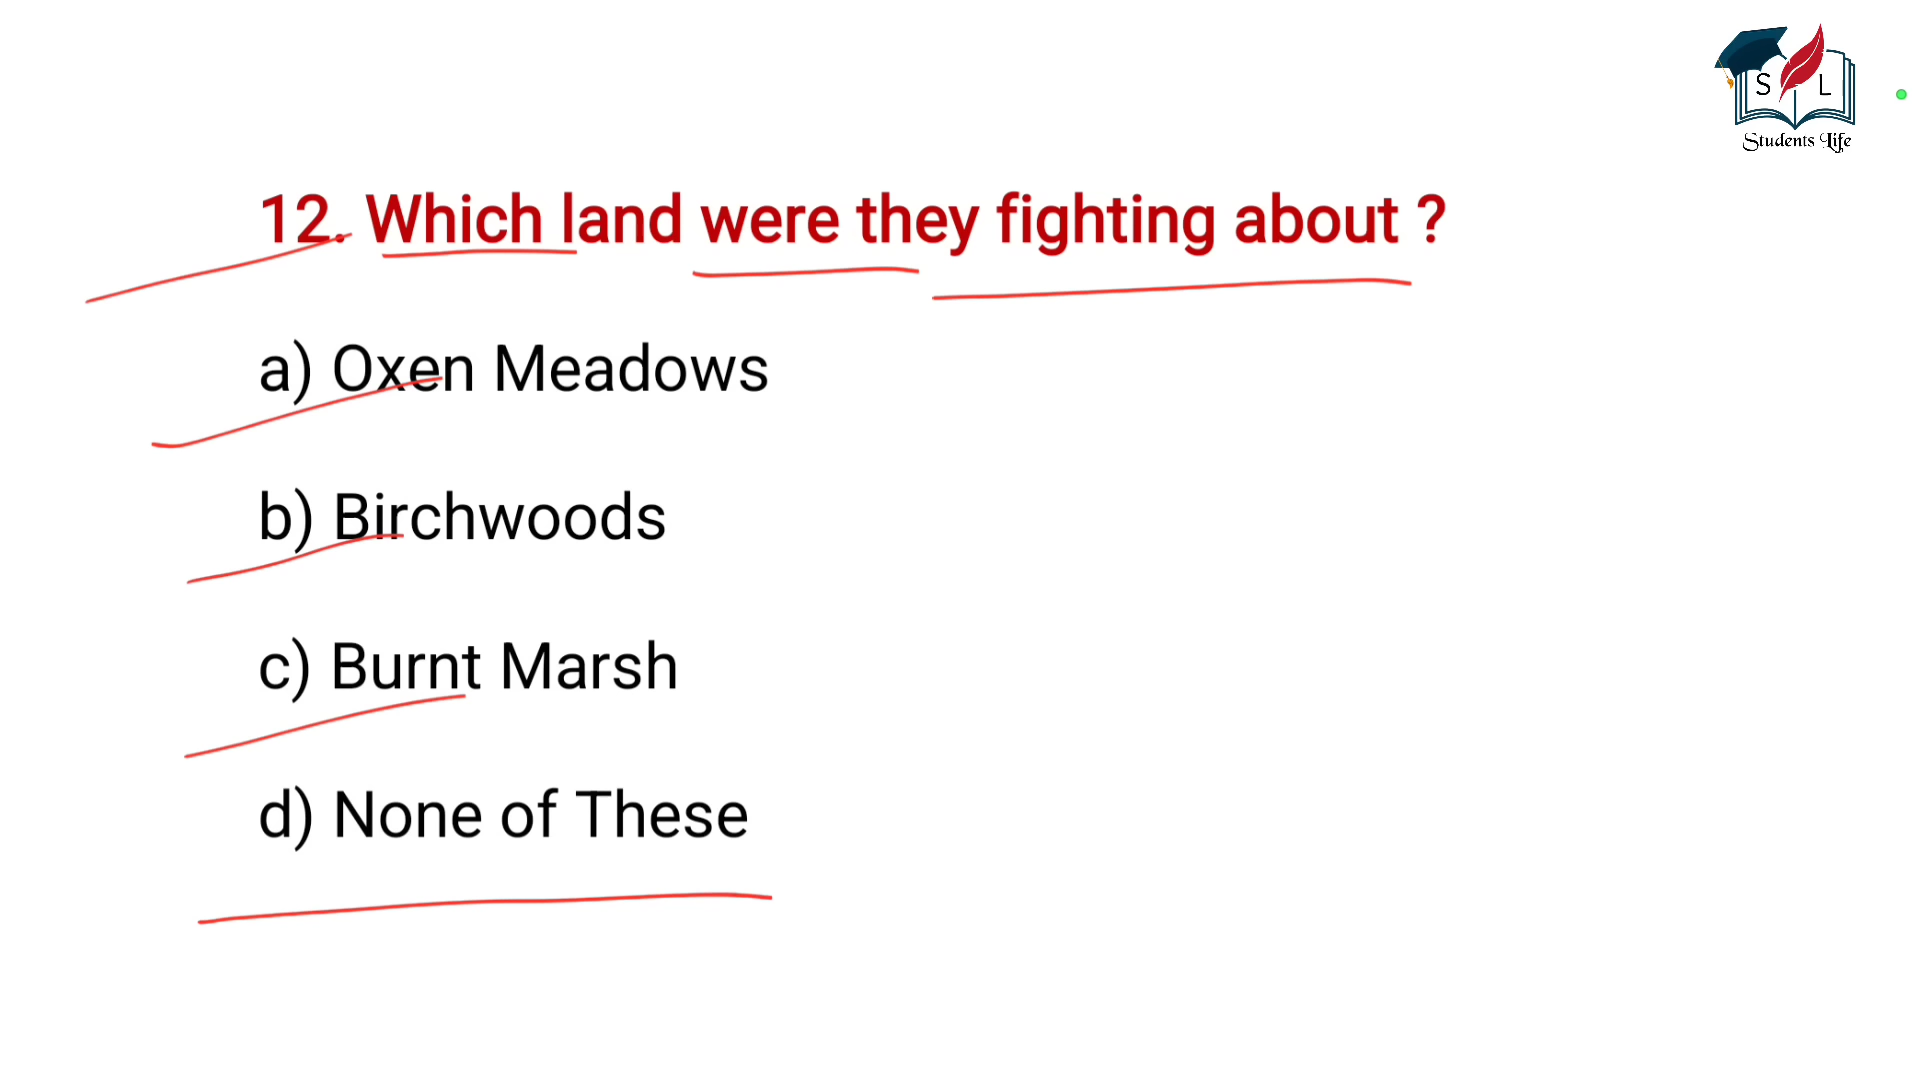 S L
Students Life
12. Which land were they fighting about ?
a) Oxen Meadows
b) Birchwoods
c) Burnt Marsh
d) None of These